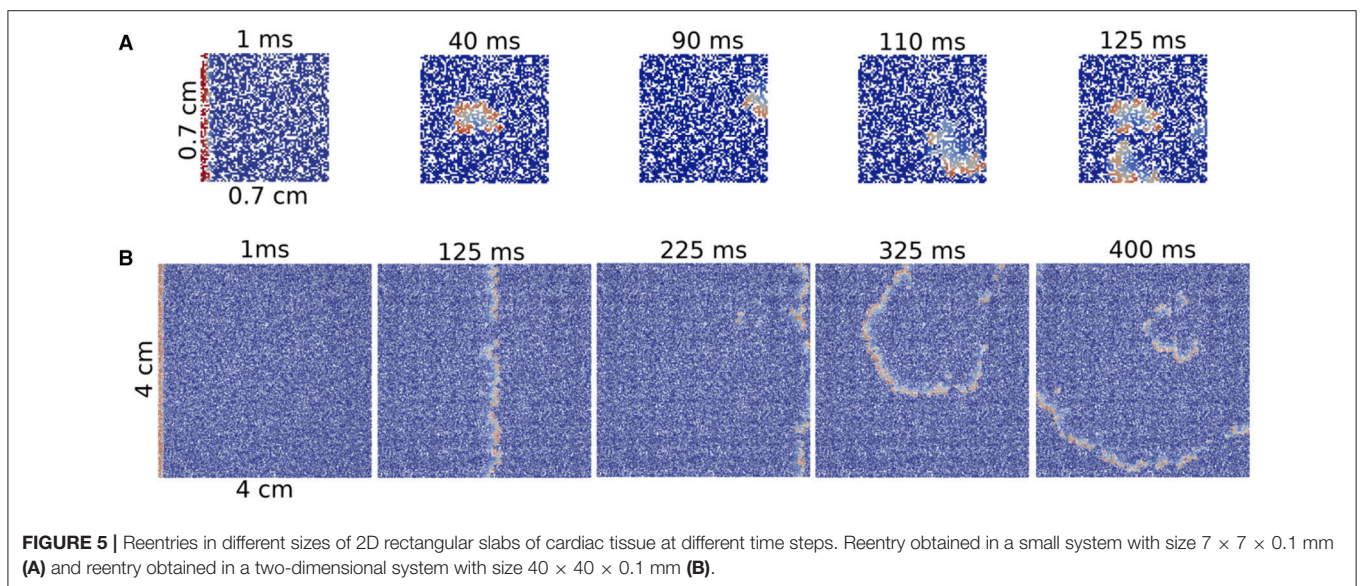 A
1 ms
40 ms
90 ms
110 ms
125 ms
0.7 cm
0.7 cm
B
1ms
125 ms
225 ms
325 ms
400 ms
4 cm
4 cm
FIGURE 5 | Reentries in different sizes of 2D rectangular slabs of cardiac tissue at different time steps. Reentry obtained in a small system with size 7 × 7 × 0.1 mm
(A) and reentry obtained in a two-dimensional system with size 40 × 40 × 0.1 mm (B).